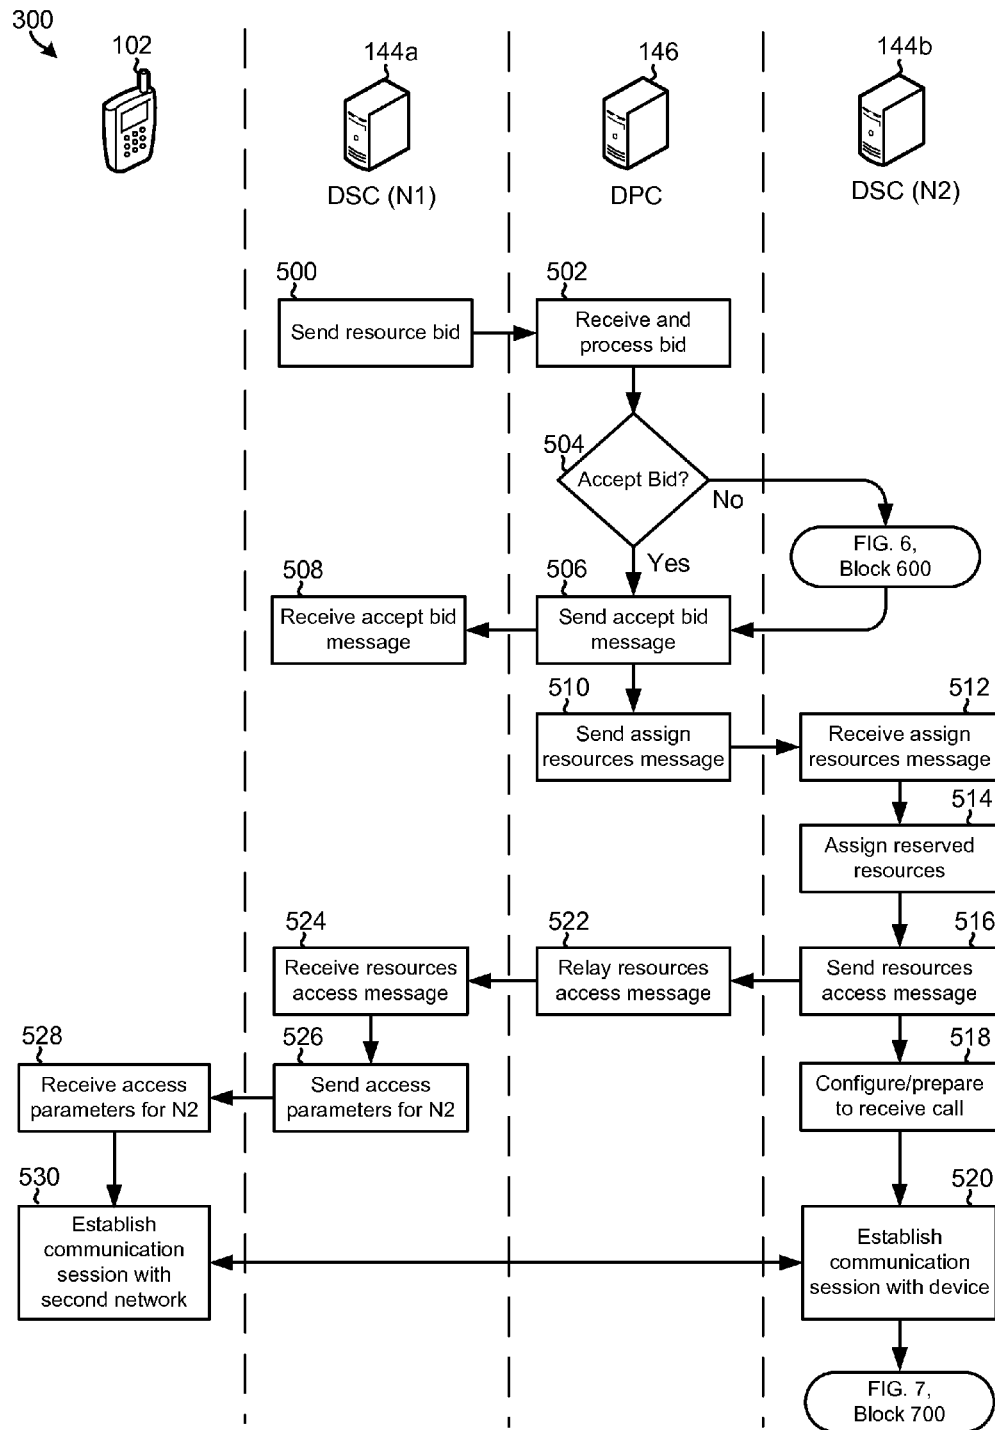 300
102
144a
146
144b
DSC (N1)
DPC
DSC (N2)
500
Send resource bid
502
Receive and
process bid
504
Accept Bid?
No
Yes
FIG. 6,
Block 600
508
Receive accept bid
message
506
Send accept bid
message
510
Send assign
resources message
512
Receive assign
resources message
514
Assign reserved
resources
524
Receive resources
access message
522
Relay resources
access message
516
Send resources
access message
528
Receive access
parameters for N2
526
Send access
parameters for N2
518
Configure/prepare
to receive call
530
Establish
communication
session with
second network
520
Establish
communication
session with device
FIG. 7,
Block 700